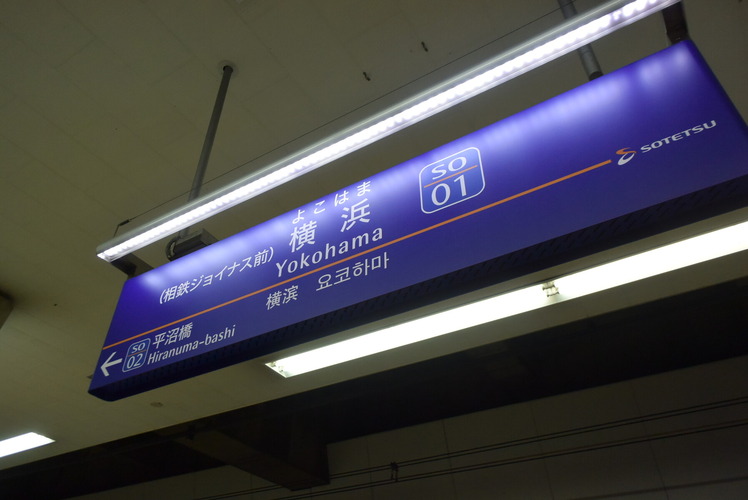 よこはま
(相鉄ジョイナス前) 横浜
Yokohama
SO
01
SOTETSU
横滨 요코하마
SO
02
平沼橋
Hiranuma-bashi